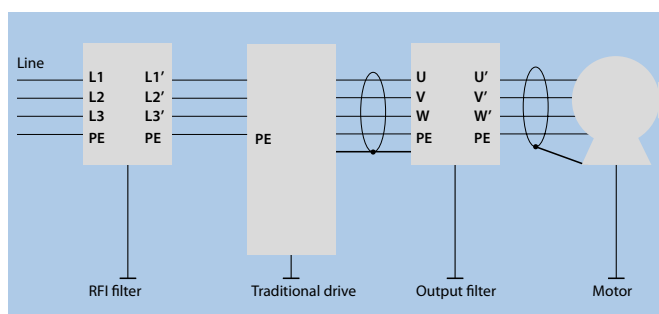 Line
L1 L1’ U U’
L2 L2’ V V’
L3 L3’ W W’
PE PE PE PE PE
RFI filter Traditional drive Output filter Motor